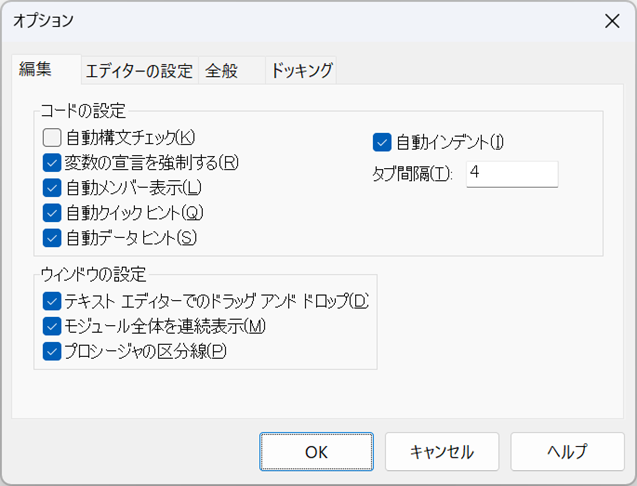 オプション
編集 エディターの設定 全般 ドッキング
コードの設定
自動構文チェック(K)
変数の宣言を強制する(R)
自動メンバー表示(L)
自動クイック ヒント(Q)
自動データ ヒント(S)
自動インデント(I)
タブ間隔(T): 4
ウィンドウの設定
テキスト エディターでのドラッグ アンド ドロップ(D)
モジュール全体を連続表示(M)
プロシージャの区分線(P)
OK キャンセル ヘルプ